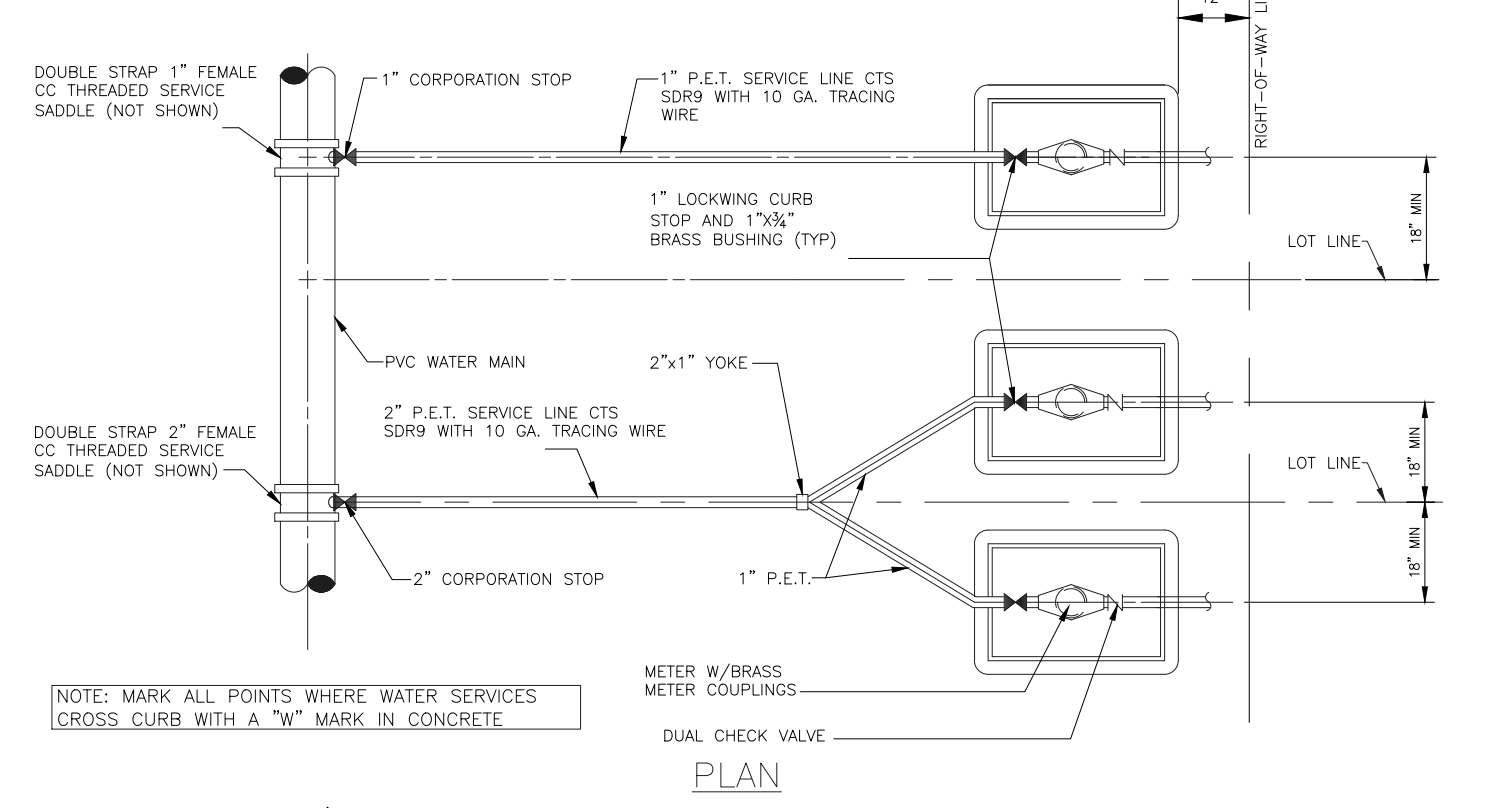 DOUBLE STRAP 1" FEMALE
CC THREADED SERVICE
SADDLE (NOT SHOWN)
1" CORPORATION STOP
1" P.E.T. SERVICE LINE CTS
SDR9 WITH 10 GA. TRACING
WIRE
1" LOCKWING CURB
STOP AND 1"X¾"
BRASS BUSHING (TYP)
18" MIN
LOT LINE
PVC WATER MAIN
2"x1" YOKE
2" P.E.T. SERVICE LINE CTS
SDR9 WITH 10 GA. TRACING WIRE
DOUBLE STRAP 2" FEMALE
CC THREADED SERVICE
SADDLE (NOT SHOWN)
18" MIN
LOT LINE
18" MIN
2" CORPORATION STOP
1" P.E.T.
METER W/BRASS
METER COUPLINGS
DUAL CHECK VALVE
NOTE: MARK ALL POINTS WHERE WATER SERVICES
CROSS CURB WITH A "W" MARK IN CONCRETE
PLAN
RIGHT-OF-WAY